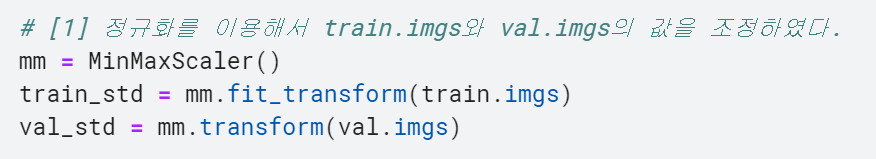 # [1] 정규화를 이용해서 train.imgs와 val.imgs의 값을 조정하였다.
mm = MinMaxScaler()
train_std = mm.fit_transform(train.imgs)
val_std = mm.transform(val.imgs)